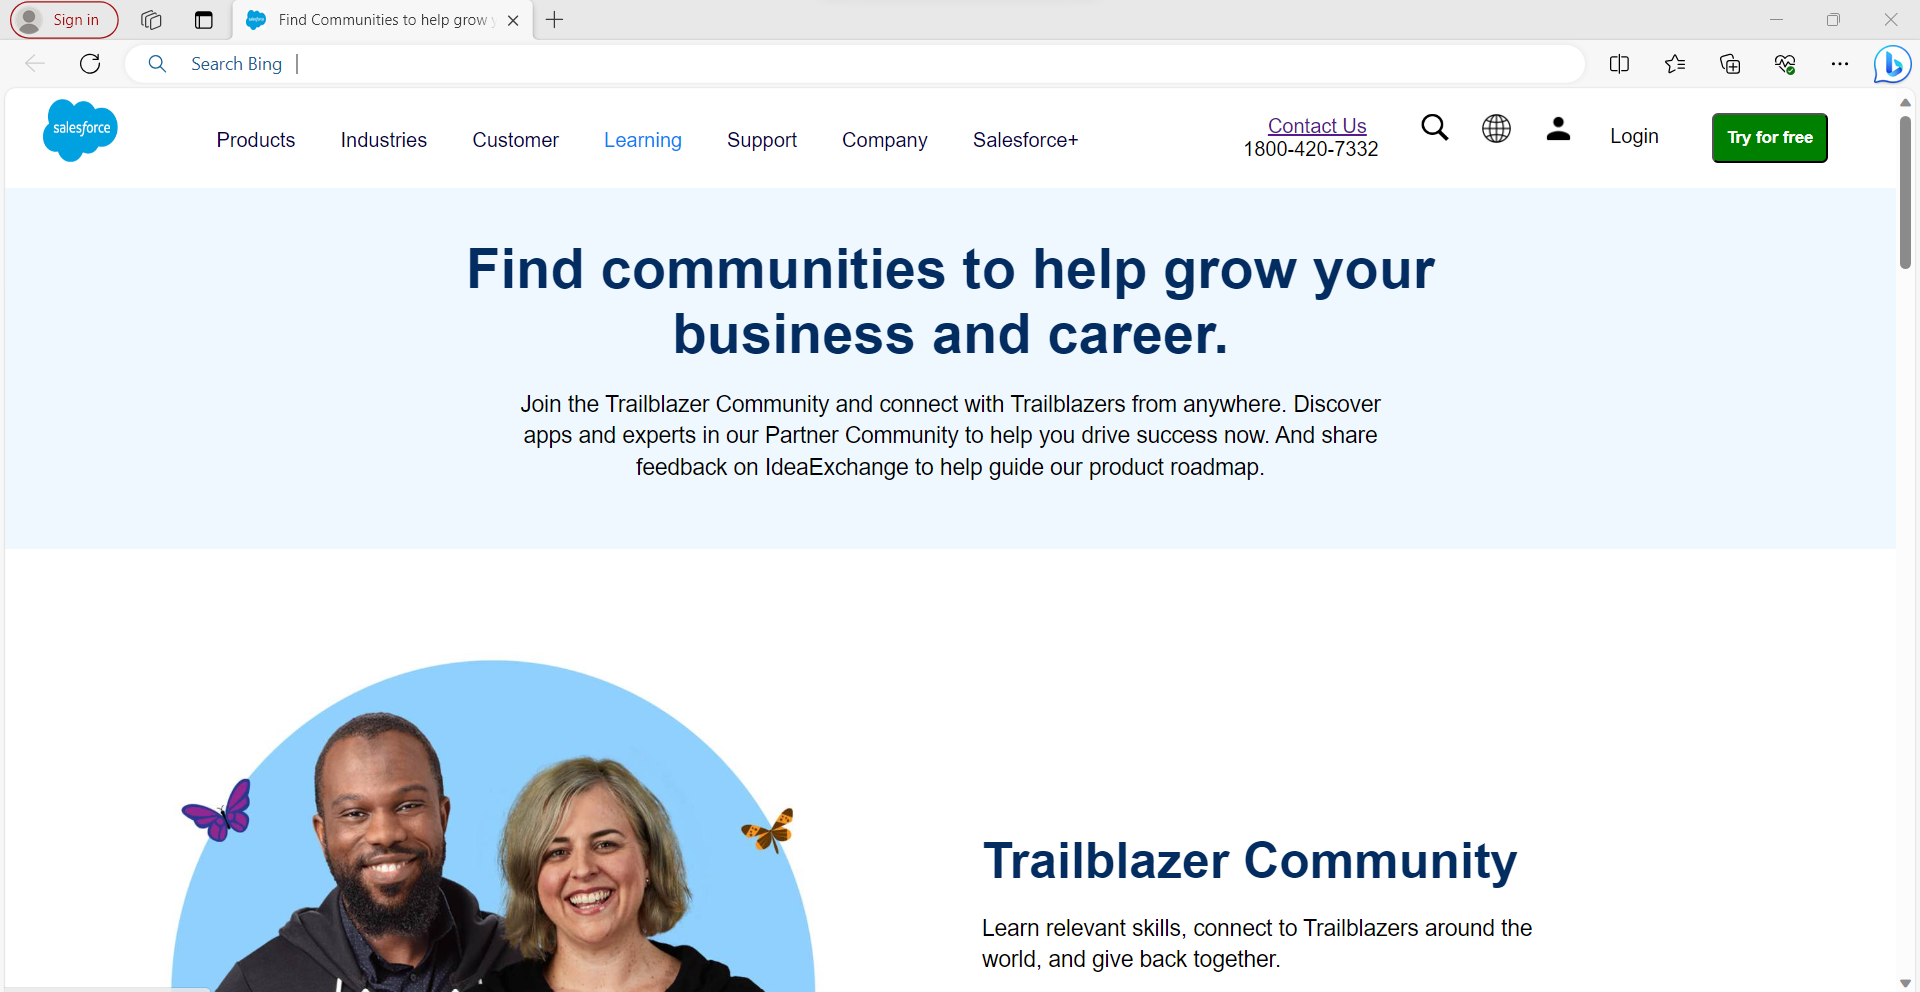 Sign in
Find Communities to help grow
Search Bing
salesforce
Products
Industries
Customer
Learning
Support
Company
Salesforce+
Contact Us
1800-420-7332
Login
Try for free
Find communities to help grow your
business and career.
Join the Trailblazer Community and connect with Trailblazers from anywhere. Discover
apps and experts in our Partner Community to help you drive success now. And share
feedback on IdeaExchange to help guide our product roadmap.
Trailblazer Community
Learn relevant skills, connect to Trailblazers around the
world, and give back together.